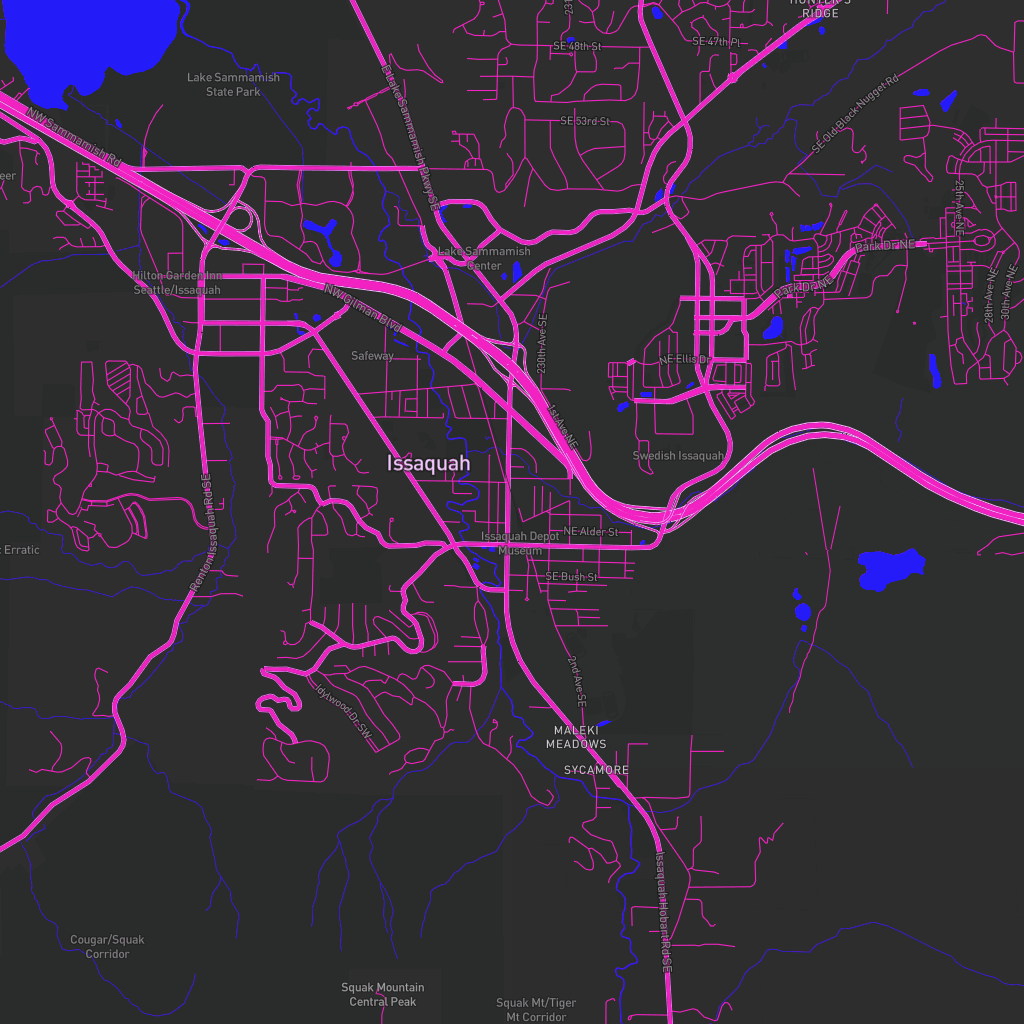 HUNTER'S
RIDGE
231
SE 48th St
SE 47th Pl
Lake Sammamish
State Park
E Lake Sammamish Pkwy SE
SE Old Black Nugget Rd
NW Sammamish Rd
SE 53rd St
eer
25th Ave NE
Park Dr NE
Lake Sammamish
Center
Hilton Garden Inn
Seattle/Issaquah
Park Dr NE
28th Ave NE
30th Ave NE
NW Gilman Blvd
230th Ave SE
Safeway
NE Ellis Dr
1st Ave NE
Issaquah
Swedish Issaquah
Renton Issaquah Rd SE
NE Alder St
Issaquah Depot
Museum
c Erratic
SE Bush St
2nd Ave SE
Idylwood Dr SW
MALEKI
MEADOWS
SYCAMORE
Issaquah Hobart Rd SE
Cougar/Squak
Corridor
Squak Mountain
Central Peak
Squak Mt/Tiger
Mt Corridor